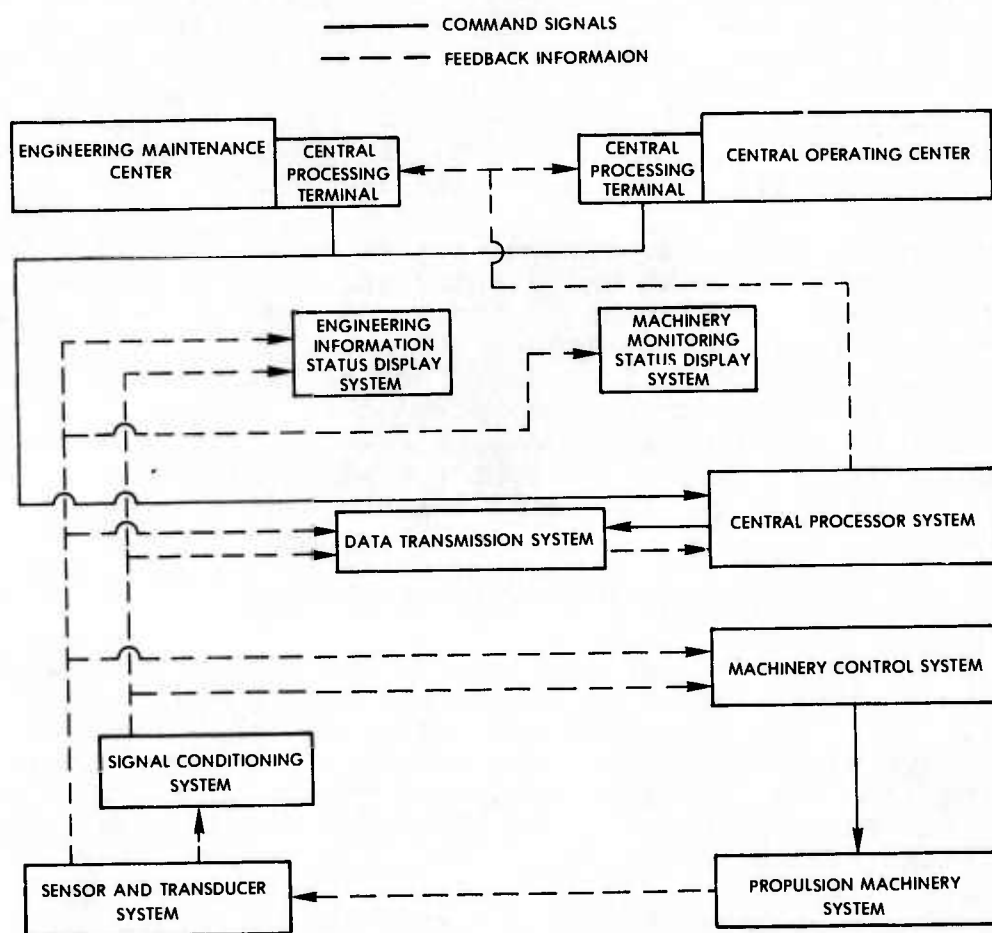 COMMAND SIGNALS
FEEDBACK INFORMAION
ENGINEERING MAINTENANCE
CENTER
CENTRAL
PROCESSING
TERMINAL
CENTRAL
PROCESSING
TERMINAL
CENTRAL OPERATING CENTER
ENGINEERING
INFORMATION
STATUS DISPLAY
SYSTEM
MACHINERY
MONITORING
STATUS DISPLAY
SYSTEM
CENTRAL PROCESSOR SYSTEM
DATA TRANSMISSION SYSTEM
MACHINERY CONTROL SYSTEM
SIGNAL CONDITIONING
SYSTEM
SENSOR AND TRANSDUCER
SYSTEM
PROPULSION MACHINERY
SYSTEM